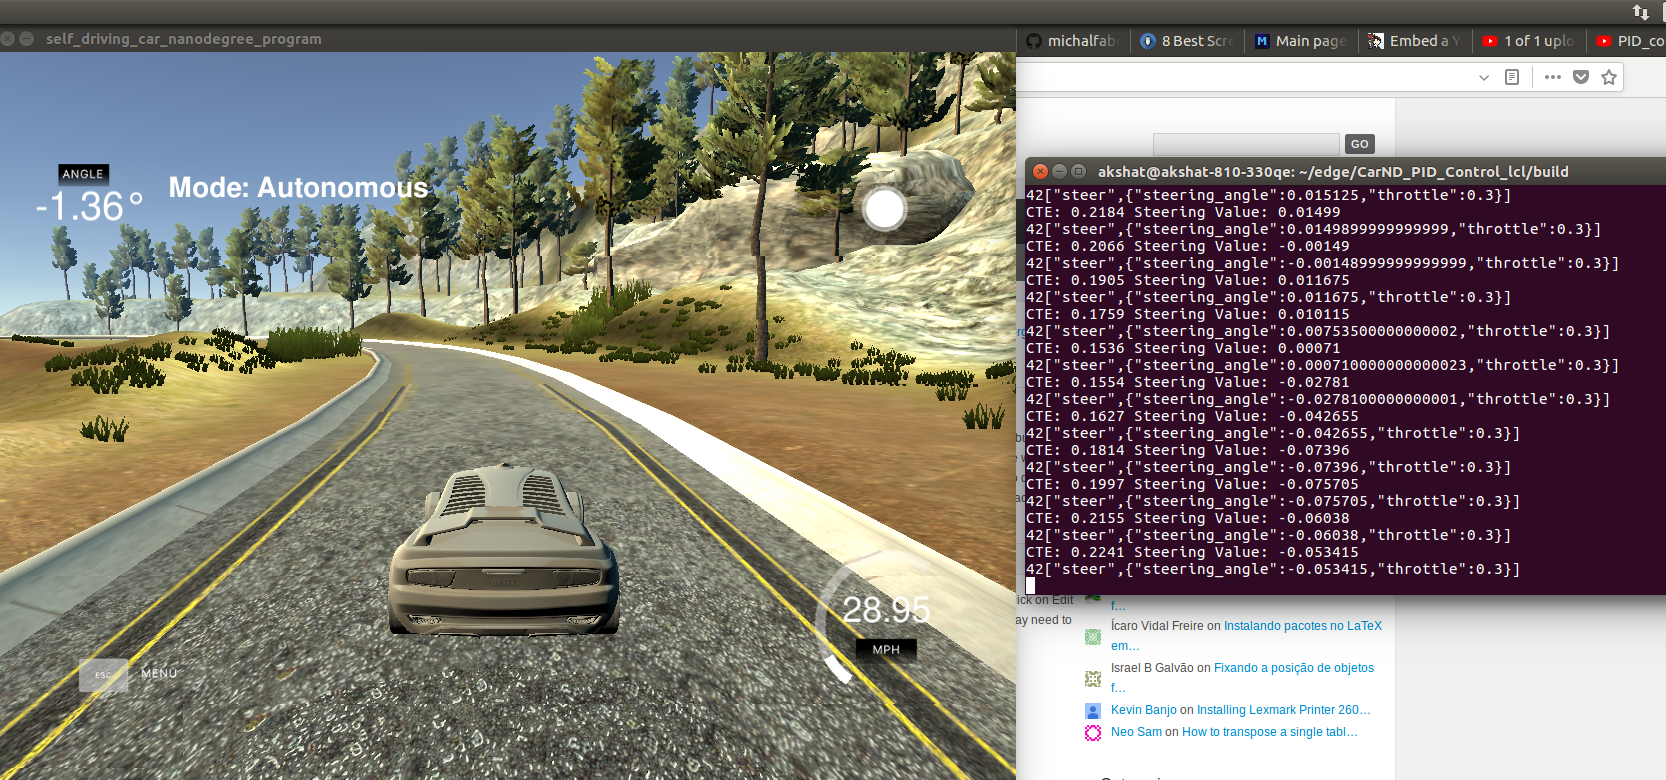 self_driving_car_nanodegree_program
michalfab
8 Best Scre
Main page
Embed a Y
1 of 1 uplo
PID_co
GO
ANGLE
-1.36°
Mode: Autonomous
28.95
MPH
ESC
MENU
akshat@akshat-810-330qe: ~/edge/CarND_PID_Control_lcl/build
42["steer",{"steering_angle":0.015125,"throttle":0.3}]
CTE: 0.2184 Steering Value: 0.01499
42["steer",{"steering_angle":0.0149899999999999,"throttle":0.3}]
CTE: 0.2066 Steering Value: -0.00149
42["steer",{"steering_angle":-0.00148999999999999,"throttle":0.3}]
CTE: 0.1905 Steering Value: 0.011675
42["steer",{"steering_angle":0.011675,"throttle":0.3}]
CTE: 0.1759 Steering Value: 0.010115
42["steer",{"steering_angle":0.00753500000000002,"throttle":0.3}]
CTE: 0.1536 Steering Value: 0.00071
42["steer",{"steering_angle":0.000710000000000023,"throttle":0.3}]
CTE: 0.1554 Steering Value: -0.02781
42["steer",{"steering_angle":-0.0278100000000001,"throttle":0.3}]
CTE: 0.1627 Steering Value: -0.042655
42["steer",{"steering_angle":-0.042655,"throttle":0.3}]
CTE: 0.1814 Steering Value: -0.07396
42["steer",{"steering_angle":-0.07396,"throttle":0.3}]
CTE: 0.1997 Steering Value: -0.075705
42["steer",{"steering_angle":-0.075705,"throttle":0.3}]
CTE: 0.2155 Steering Value: -0.06038
42["steer",{"steering_angle":-0.06038,"throttle":0.3}]
CTE: 0.2241 Steering Value: -0.053415
42["steer",{"steering_angle":-0.053415,"throttle":0.3}]
ick on Edit
ay need to
f…
Ícaro Vidal Freire on Instalando pacotes no LaTeX
em…
Israel B Galvão on Fixando a posição de objetos
f…
Kevin Banjo on Installing Lexmark Printer 260…
Neo Sam on How to transpose a single tabl…